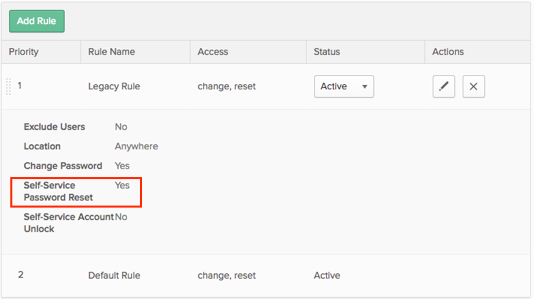 Add Rule
Priority Rule Name Access Status Actions
1 Legacy Rule change, reset Active
Exclude Users No
Location Anywhere
Change Password Yes
Self-Service Yes
Password Reset
Self-Service Account No
Unlock
2 Default Rule change, reset Active